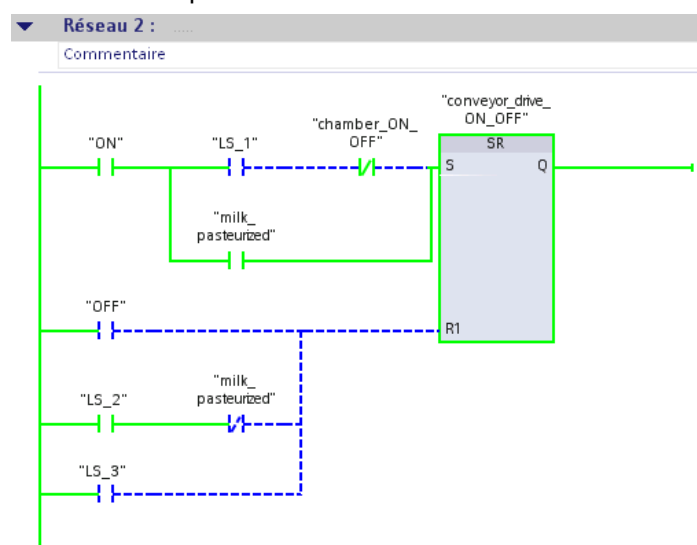 Réseau 2 : .....
Commentaire
"conveyor_drive_
ON_OFF"
"ON"
"LS_1"
"chamber_ON_
OFF"
SR
S
Q
"milk_
pasteurized"
"OFF"
R1
"LS_2"
"milk_
pasteurized"
"LS_3"